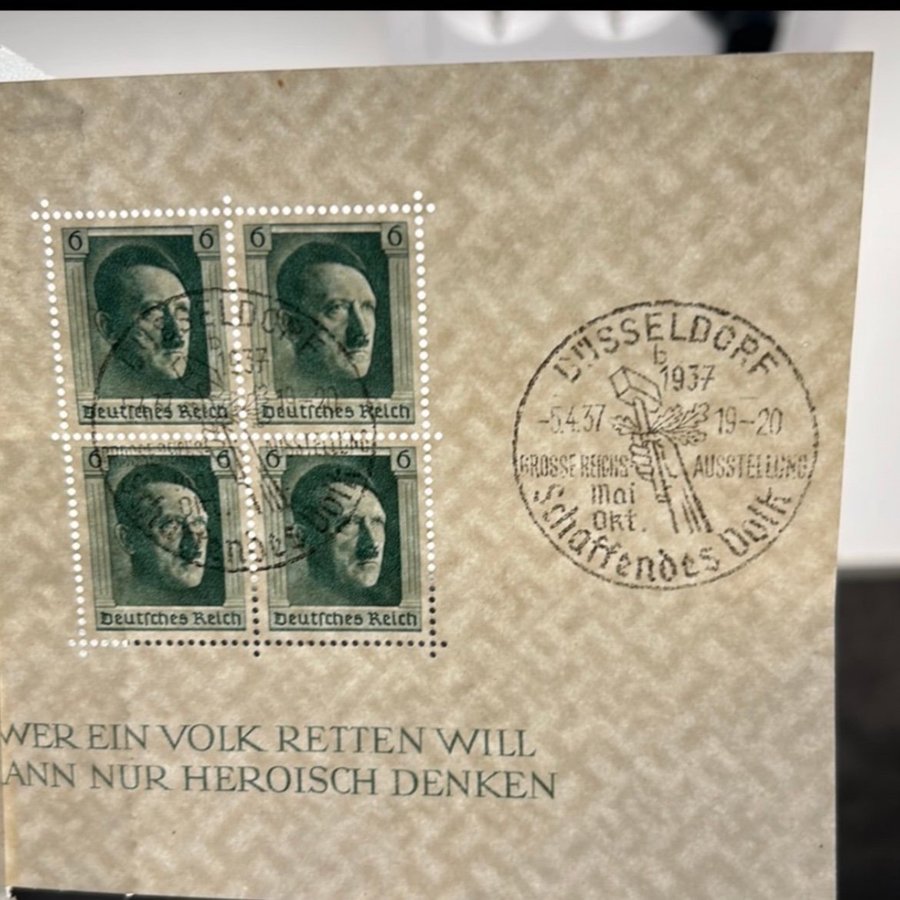 6 6 6 6
Deutsches Reich Deutsches Reich
6 6 6 6
Deutsches Reich Deutsches Reich
DÜSSELDORF
b
1937
-5.4.37 19-20
GROSSE REICHS AUSSTELLUNG
Mai
Okt.
Schaffendes Volk
WER EIN VOLK RETTEN WILL
ANN NUR HEROISCH DENKEN